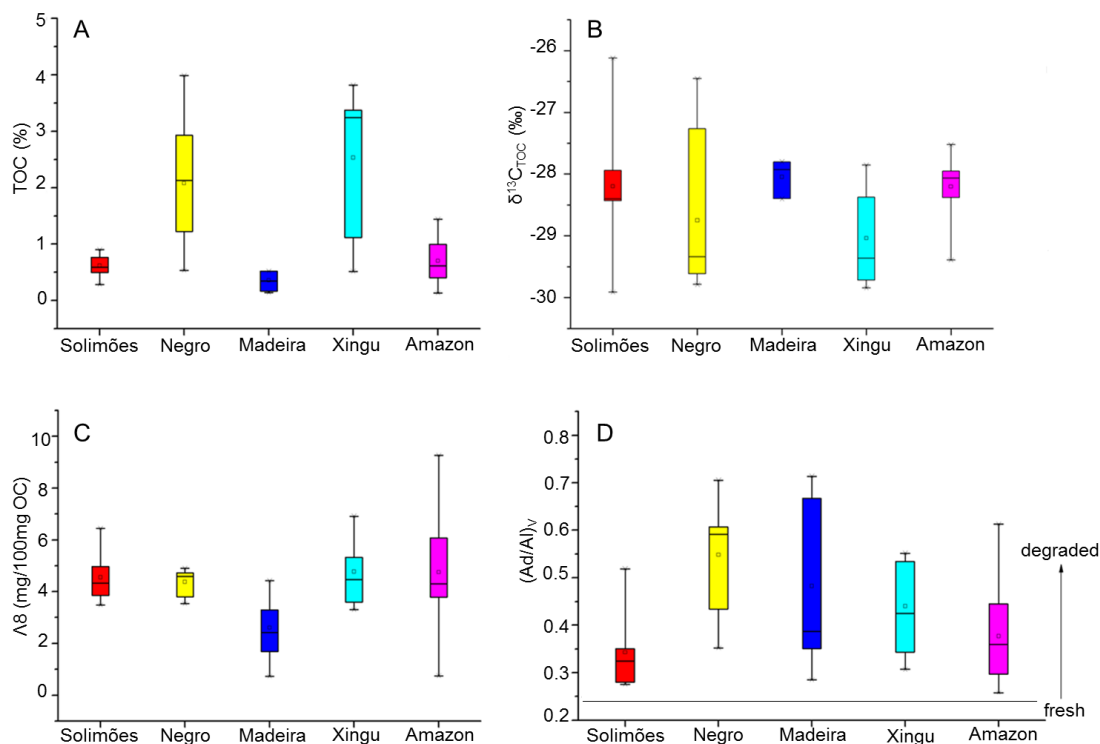 A
TOC (%)
5
4
3
2
1
0
Solimões Negro Madeira Xingu Amazon
B
δ¹³C_TOC (‰)
-26
-27
-28
-29
-30
Solimões Negro Madeira Xingu Amazon
C
Λ8 (mg/100mg OC)
10
8
6
4
2
0
Solimões Negro Madeira Xingu Amazon
D
(Ad/Al)_V
0.8
0.7
0.6
0.5
0.4
0.3
0.2
degraded
fresh
Solimões Negro Madeira Xingu Amazon